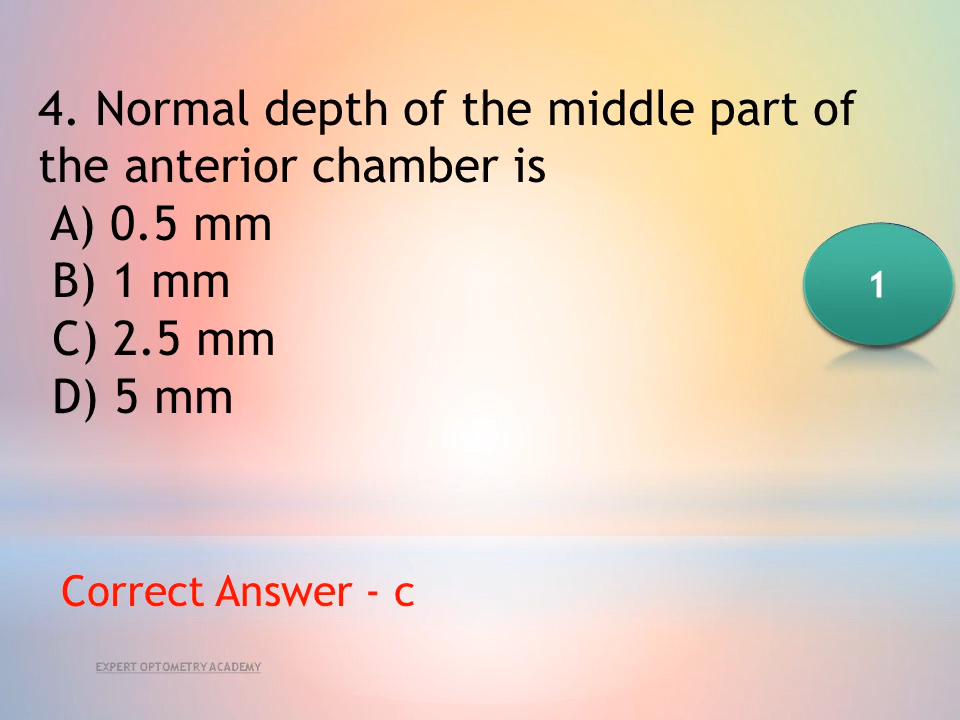 4. Normal depth of the middle part of
the anterior chamber is
A) 0.5 mm
B) 1 mm
C) 2.5 mm
D) 5 mm
1
Correct Answer - c
EXPERT OPTOMETRY ACADEMY